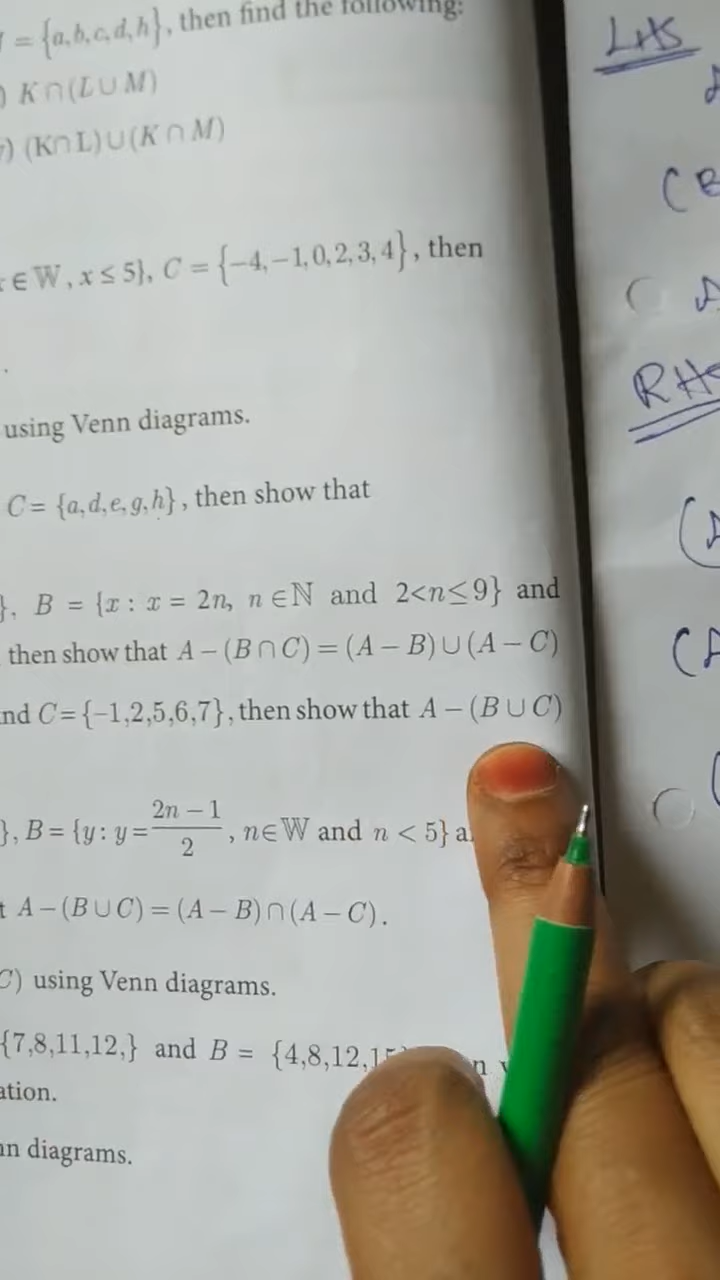 = {a,b,c,d,h}, then find the following:
) K∩(L∪M)
) (K∩L)∪(K∩M)
∈ 𝕎, x ≤ 5}, C = {−4,−1,0,2,3,4}, then
.
using Venn diagrams.
C = {a,d,e,g,h}, then show that
}, B = {x : x = 2n, n ∈ ℕ and 2<n≤9} and
then show that A − (B∩C) = (A − B)∪(A − C)
C={−1,2,5,6,7}, then show that A − (B∪C)
}, B = {y: y = \frac{2n − 1}{2}, n∈𝕎 and n < 5}
A−(B∪C) = (A − B)∩(A − C).
C) using Venn diagrams.
{7,8,11,12,} and B = {4,8,12,
diagrams.
LHS
(B
RHS
(A
(A